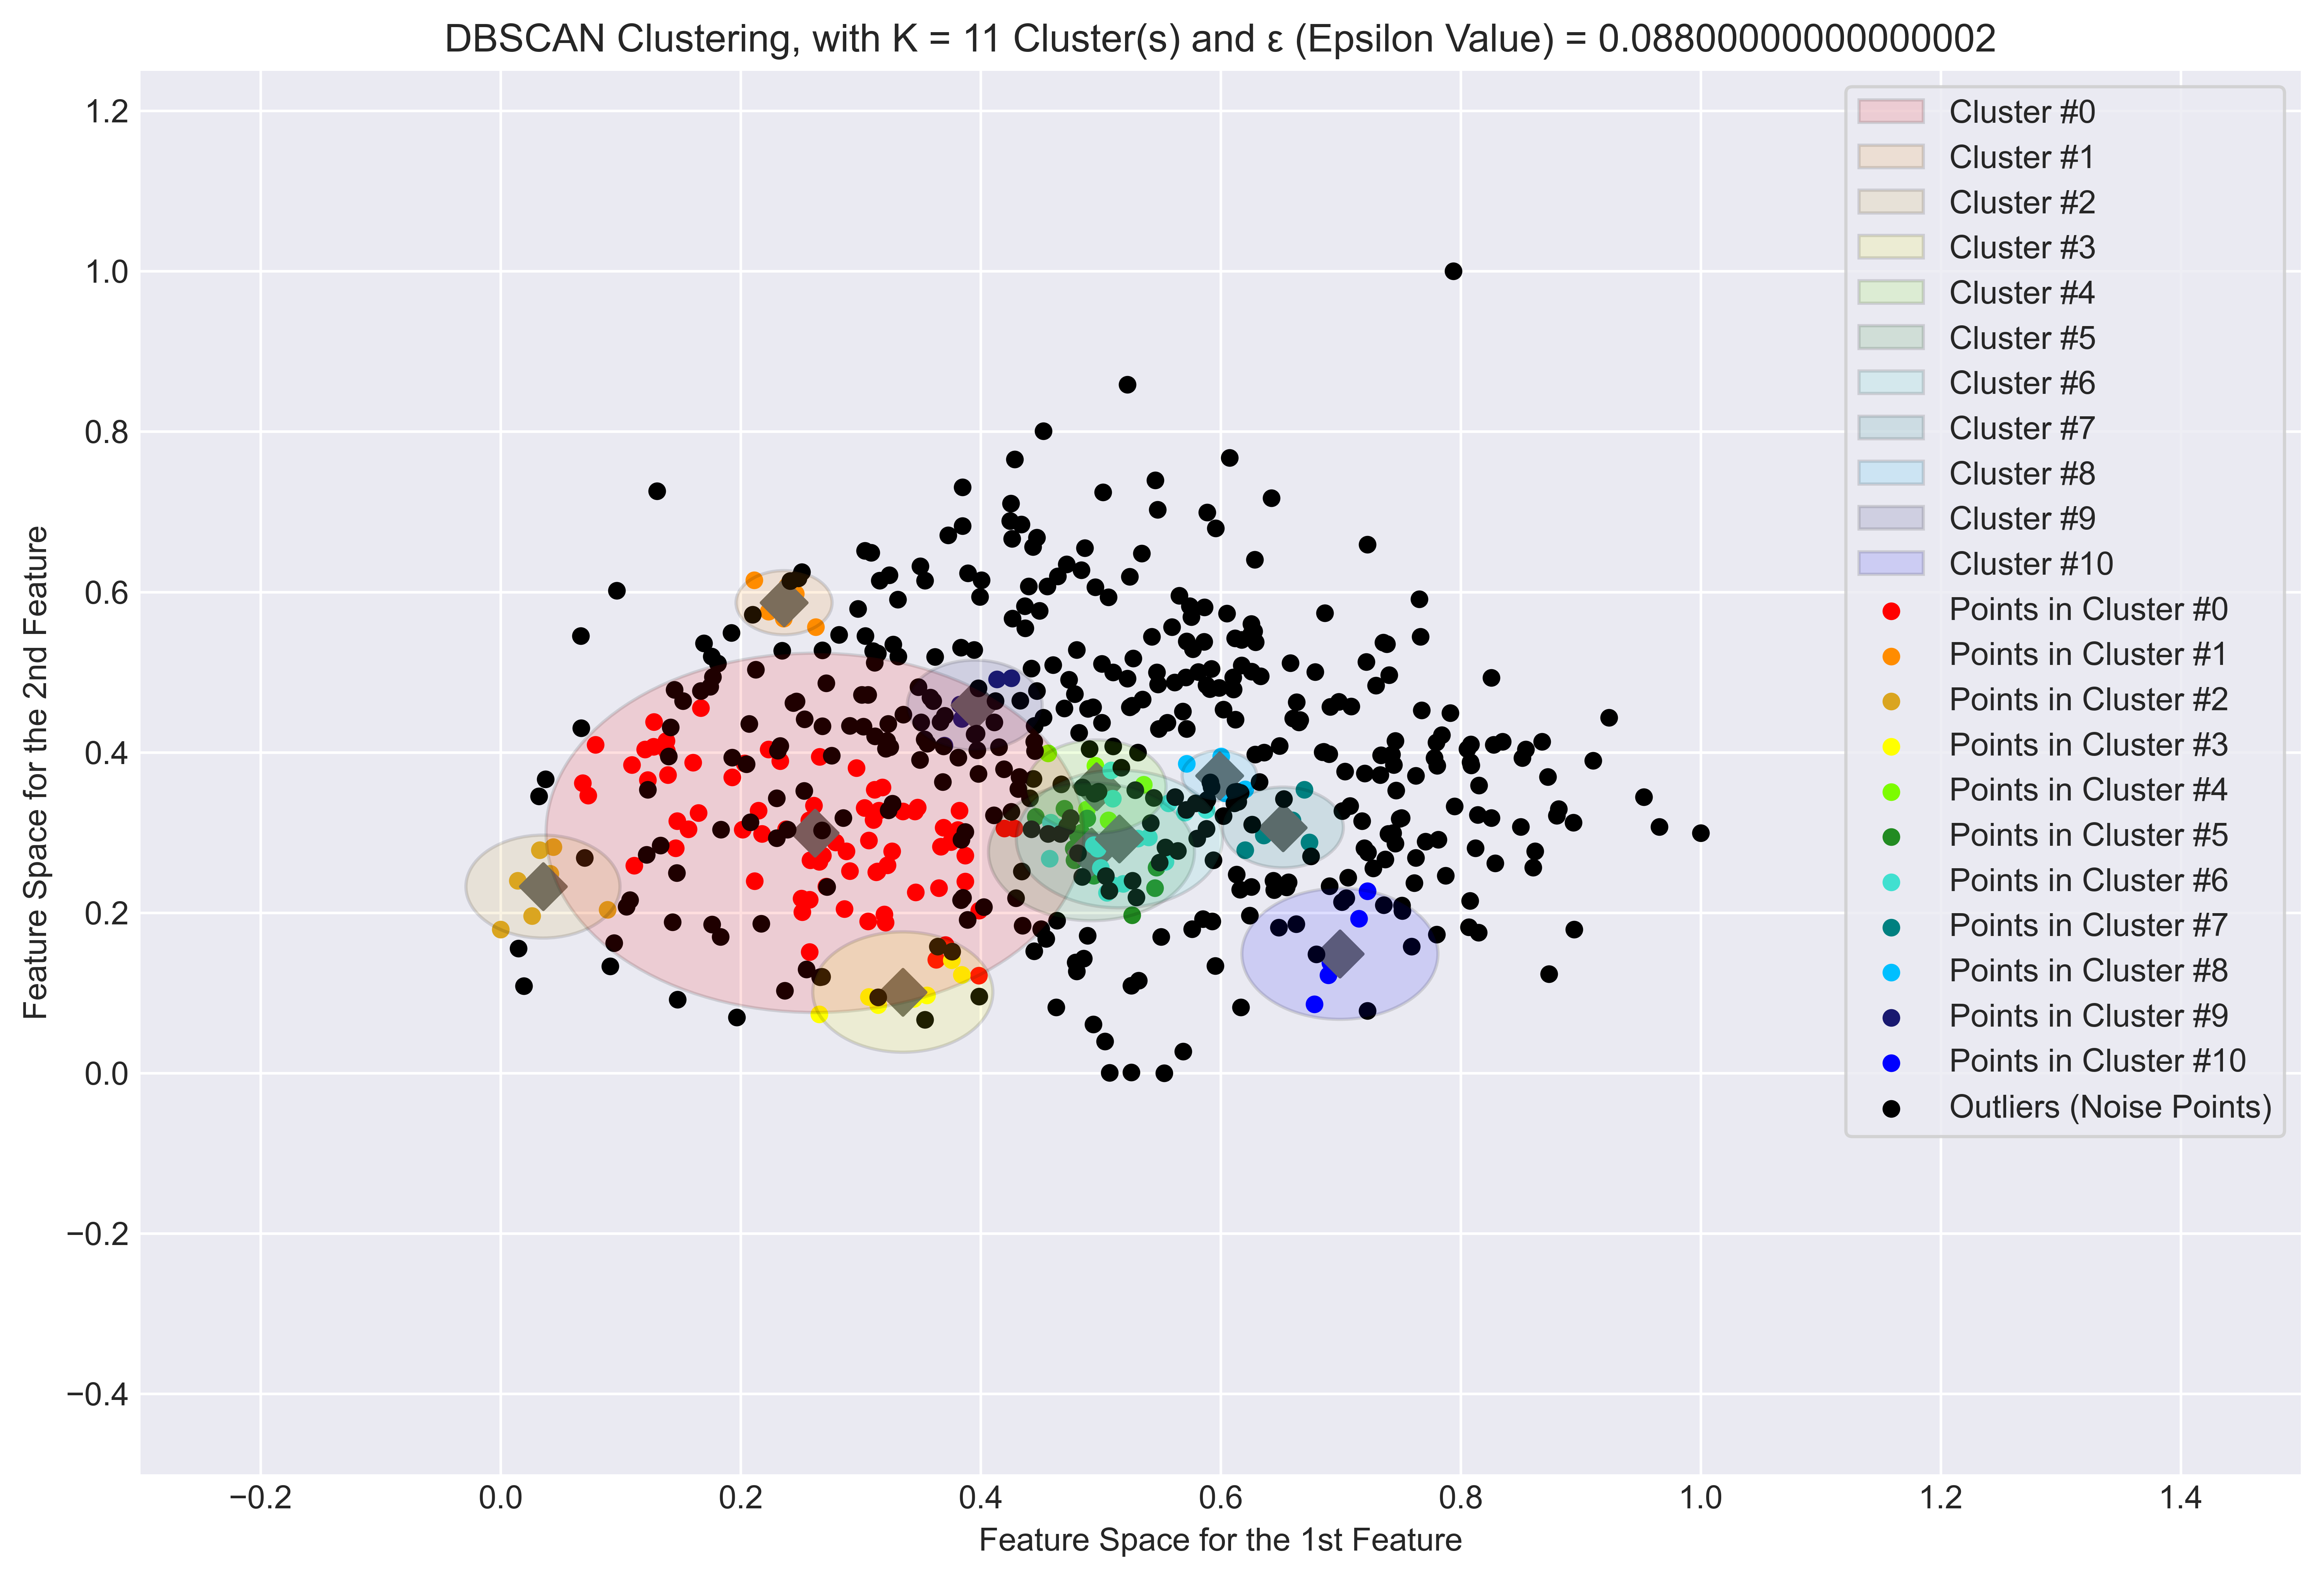 DBSCAN Clustering, with K = 11 Cluster(s) and ε (Epsilon Value) = 0.08800000000000002
Feature Space for the 2nd Feature
1.2
1.0
0.8
0.6
0.4
0.2
0.0
−0.2
−0.4
Cluster #0
Cluster #1
Cluster #2
Cluster #3
Cluster #4
Cluster #5
Cluster #6
Cluster #7
Cluster #8
Cluster #9
Cluster #10
Points in Cluster #0
Points in Cluster #1
Points in Cluster #2
Points in Cluster #3
Points in Cluster #4
Points in Cluster #5
Points in Cluster #6
Points in Cluster #7
Points in Cluster #8
Points in Cluster #9
Points in Cluster #10
Outliers (Noise Points)
−0.2 0.0 0.2 0.4 0.6 0.8 1.0 1.2 1.4
Feature Space for the 1st Feature